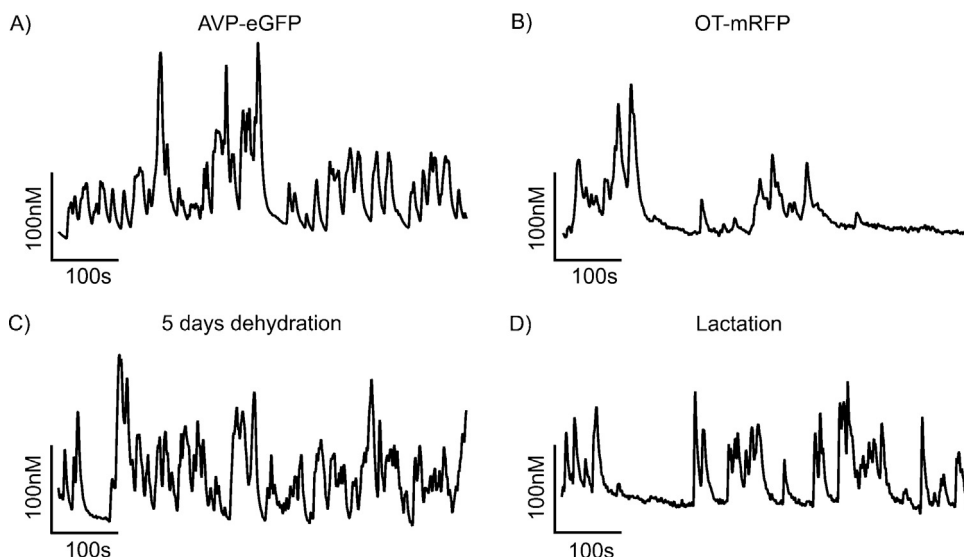 A) AVP-eGFP
B) OT-mRFP
100nM
100s
100nM
100s
C) 5 days dehydration
D) Lactation
100nM
100s
100nM
100s